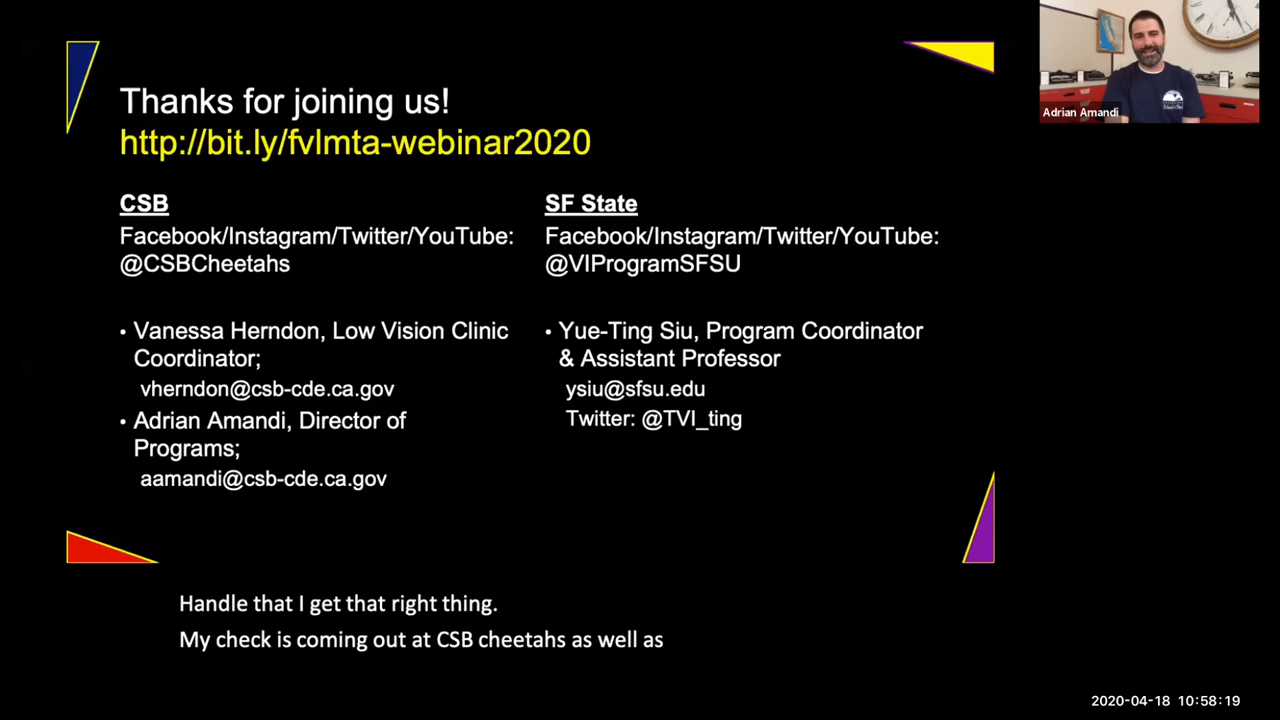 Thanks for joining us!
http://bit.ly/fvlmta-webinar2020
CSB
Facebook/Instagram/Twitter/YouTube:
@CSBCheetahs
• Vanessa Herndon, Low Vision Clinic
Coordinator;
vherndon@csb-cde.ca.gov
• Adrian Amandi, Director of
Programs;
aamandi@csb-cde.ca.gov
SF State
Facebook/Instagram/Twitter/YouTube:
@VIProgramSFSU
• Yue-Ting Siu, Program Coordinator
& Assistant Professor
ysiu@sfsu.edu
Twitter: @TVI_ting
Adrian Amandi
Handle that I get that right thing.
My check is coming out at CSB cheetahs as well as
2020-04-18 10:58:19